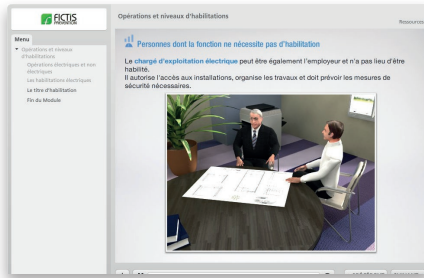 FICTIS
PRÉVENTION
Opérations et niveaux d'habilitations
Ressources
Menu
Opérations et niveaux
d'habilitations
Opérations électriques et non
électriques
Les habilitations électriques
Le titre d'habilitation
Fin du Module
Personnes dont la fonction ne nécessite pas d'habilitation
Le chargé d'exploitation électrique peut être également l'employeur et n'a pas lieu d'être
habilité.
Il autorise l'accès aux installations, organise les travaux et doit prévoir les mesures de
sécurité nécessaires.